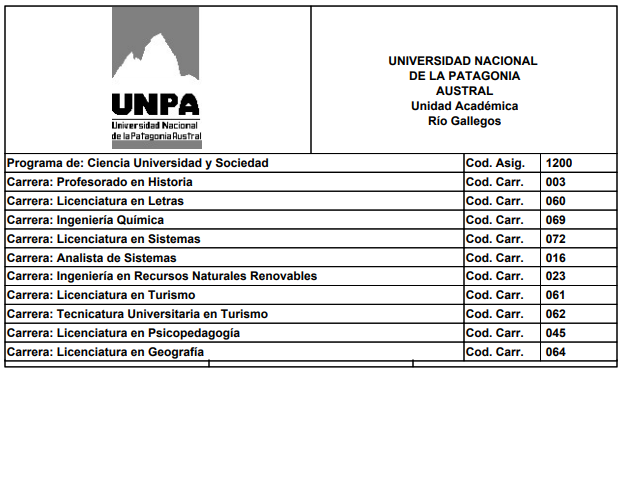 UNPA
Universidad Nacional
de la Patagonia Austral
UNIVERSIDAD NACIONAL
DE LA PATAGONIA
AUSTRAL
Unidad Académica
Río Gallegos
Programa de: Ciencia Universidad y Sociedad Cod. Asig. 1200
Carrera: Profesorado en Historia Cod. Carr. 003
Carrera: Licenciatura en Letras Cod. Carr. 060
Carrera: Ingeniería Química Cod. Carr. 069
Carrera: Licenciatura en Sistemas Cod. Carr. 072
Carrera: Analista de Sistemas Cod. Carr. 016
Carrera: Ingeniería en Recursos Naturales Renovables Cod. Carr. 023
Carrera: Licenciatura en Turismo Cod. Carr. 061
Carrera: Tecnicatura Universitaria en Turismo Cod. Carr. 062
Carrera: Licenciatura en Psicopedagogía Cod. Carr. 045
Carrera: Licenciatura en Geografía Cod. Carr. 064